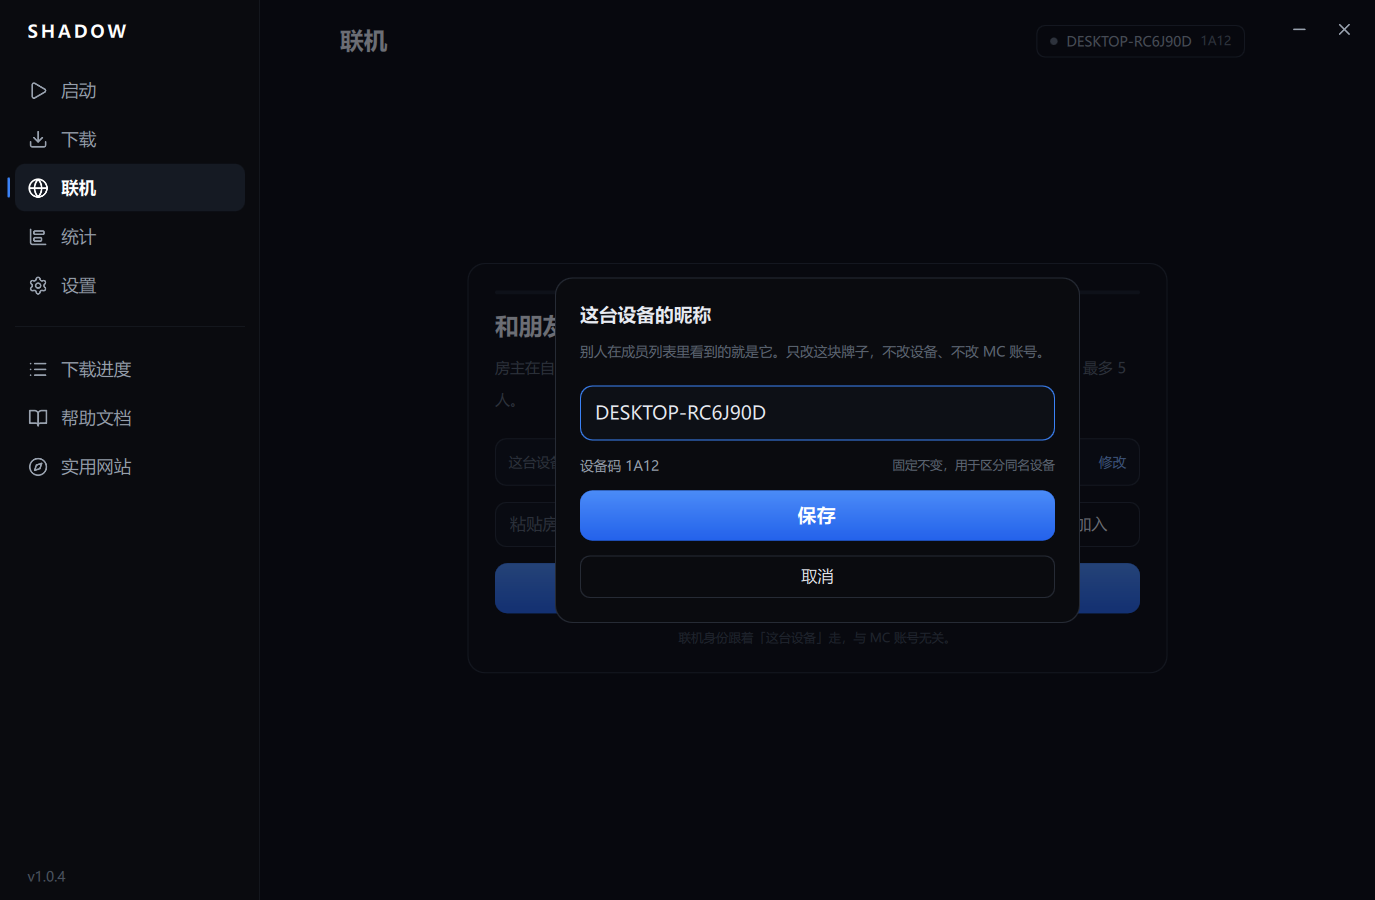 SHADOW
启动
下载
联机
统计
设置
下载进度
帮助文档
实用网站
v1.0.4
联机
DESKTOP-RC6J90D 1A12
和朋友
房主在自
最多 5
人。
这台设备
修改
粘贴房
加入
联机身份跟着「这台设备」走，与 MC 账号无关。
这台设备的昵称
别人在成员列表里看到的就是它。只改这块牌子，不改设备、不改 MC 账号。
DESKTOP-RC6J90D
设备码 1A12
固定不变，用于区分同名设备
保存
取消